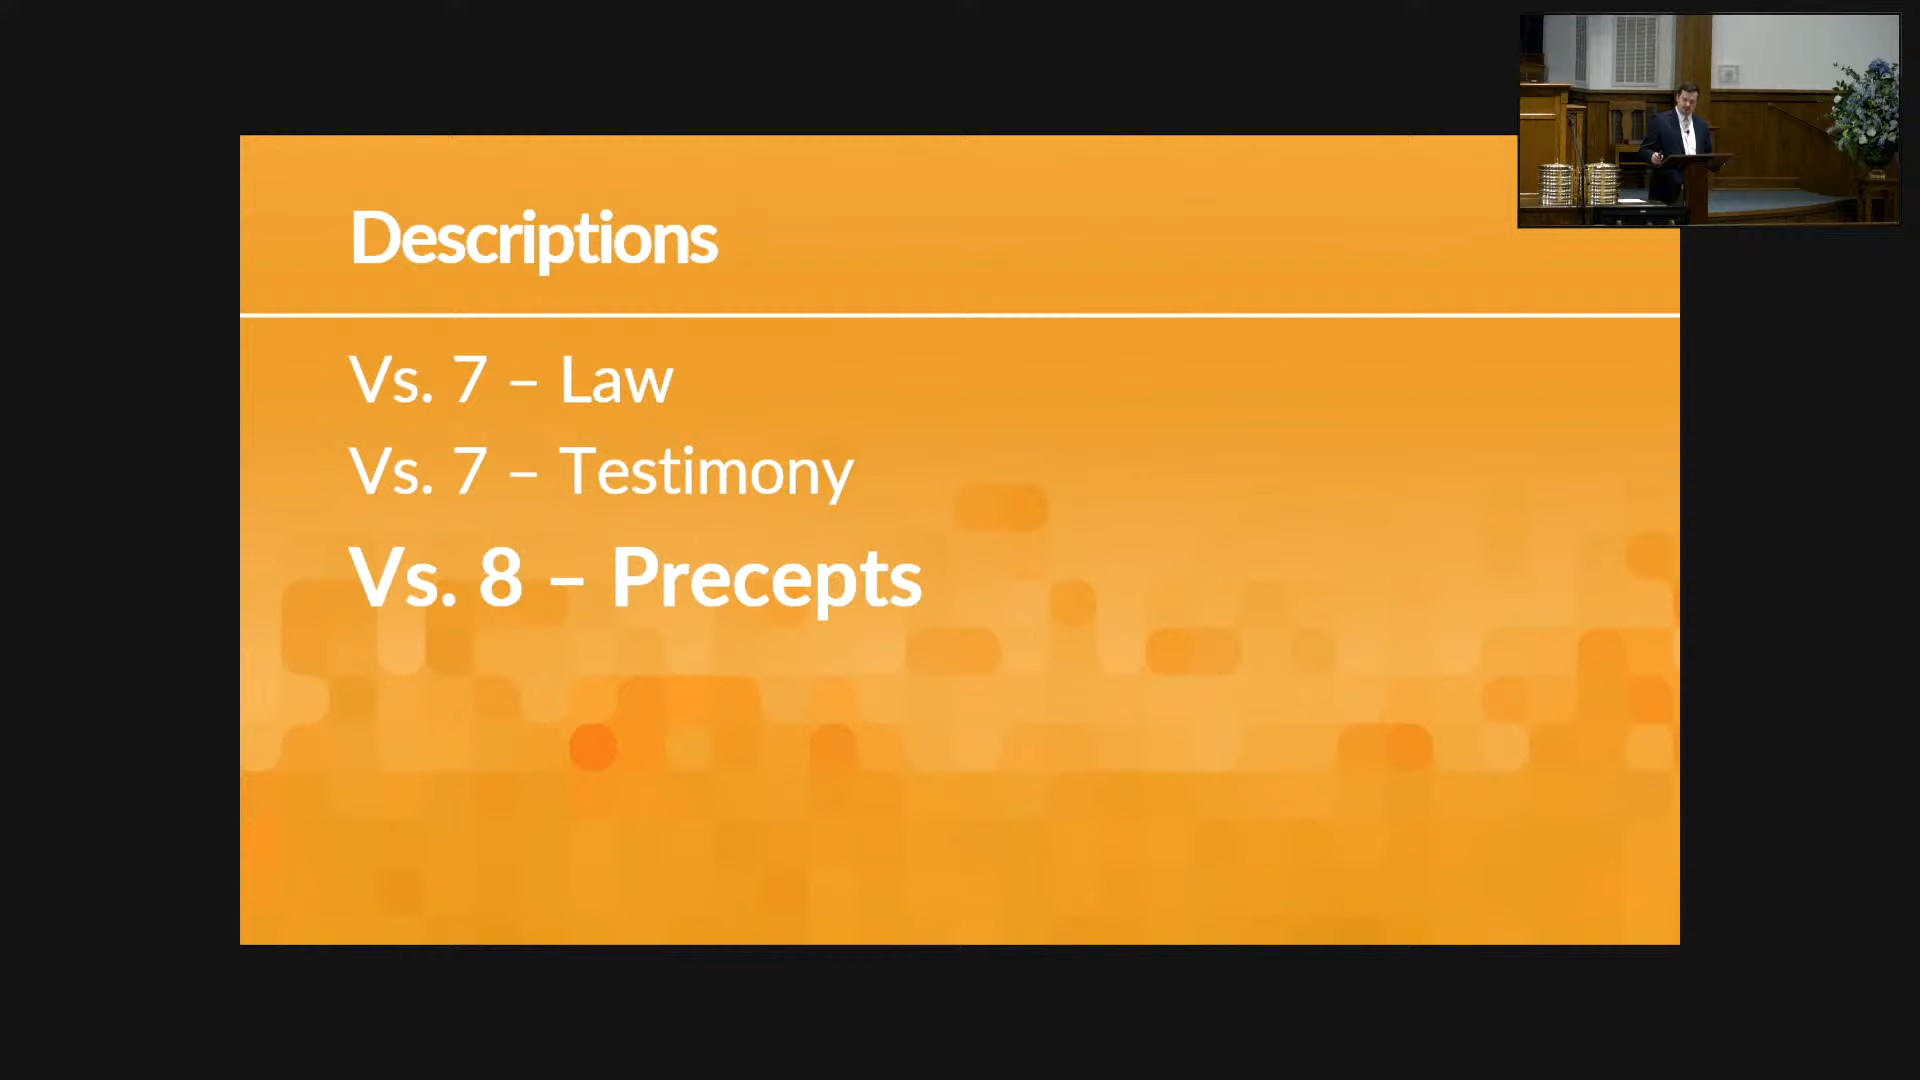 Descriptions
Vs. 7 – Law
Vs. 7 – Testimony
Vs. 8 – Precepts